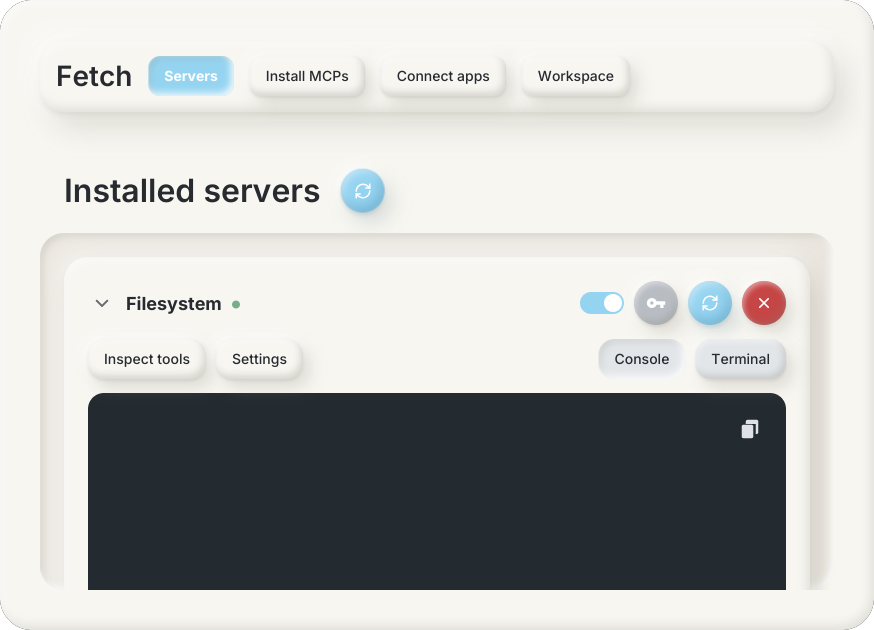 Fetch Servers Install MCPs Connect apps Workspace
Installed servers
Filesystem
Inspect tools Settings Console Terminal